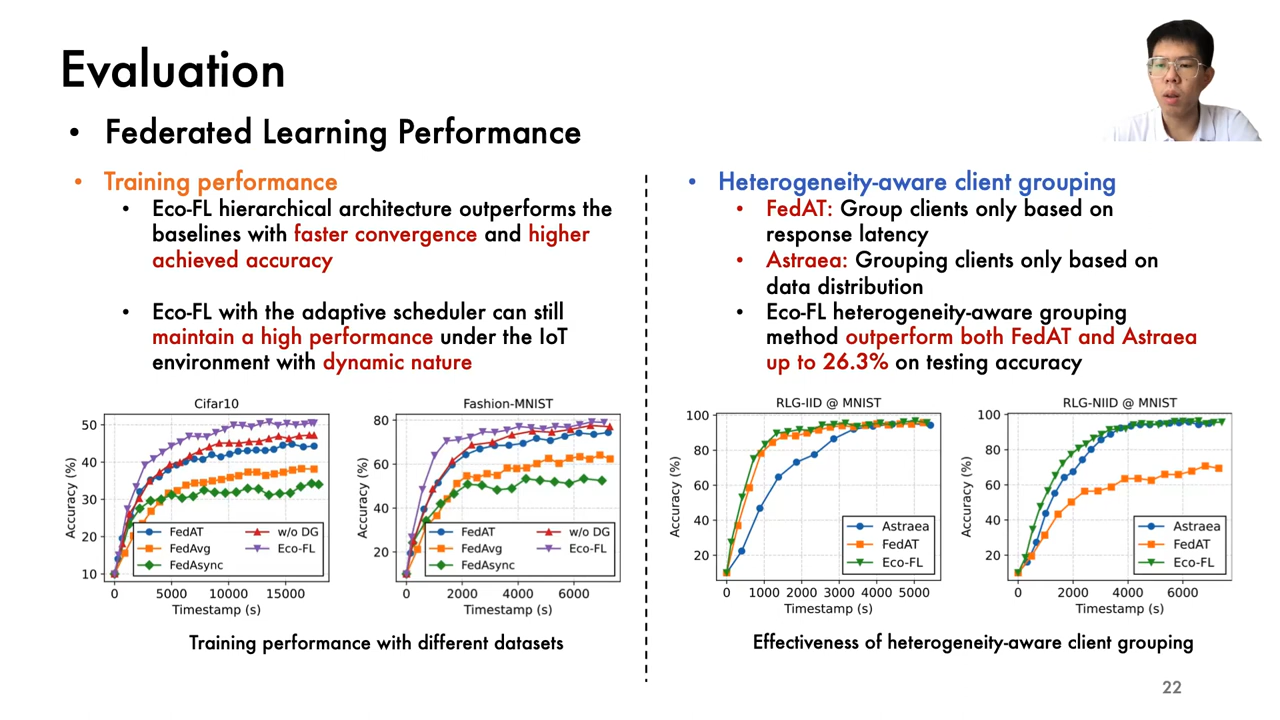 Evaluation
• Federated Learning Performance
• Training performance
• Eco-FL hierarchical architecture outperforms the
baselines with faster convergence and higher
achieved accuracy
• Eco-FL with the adaptive scheduler can still
maintain a high performance under the IoT
environment with dynamic nature
• Heterogeneity-aware client grouping
• FedAT: Group clients only based on
response latency
• Astraea: Grouping clients only based on
data distribution
• Eco-FL heterogeneity-aware grouping
method outperform both FedAT and Astraea
up to 26.3% on testing accuracy
Cifar10
Accuracy (%)
50
40
30
20
10
FedAT
FedAvg
FedAsync
w/o DG
Eco-FL
0 5000 10000 15000
Timestamp (s)
Fashion-MNIST
Accuracy (%)
80
60
40
20
FedAT
FedAvg
FedAsync
w/o DG
Eco-FL
0 2000 4000 6000
Timestamp (s)
Training performance with different datasets
RLG-IID @ MNIST
Accuracy (%)
100
80
60
40
20
Astraea
FedAT
Eco-FL
0 1000 2000 3000 4000 5000
Timestamp (s)
RLG-NIID @ MNIST
Accuracy (%)
100
80
60
40
20
Astraea
FedAT
Eco-FL
0 2000 4000 6000
Timestamp (s)
Effectiveness of heterogeneity-aware client grouping
22